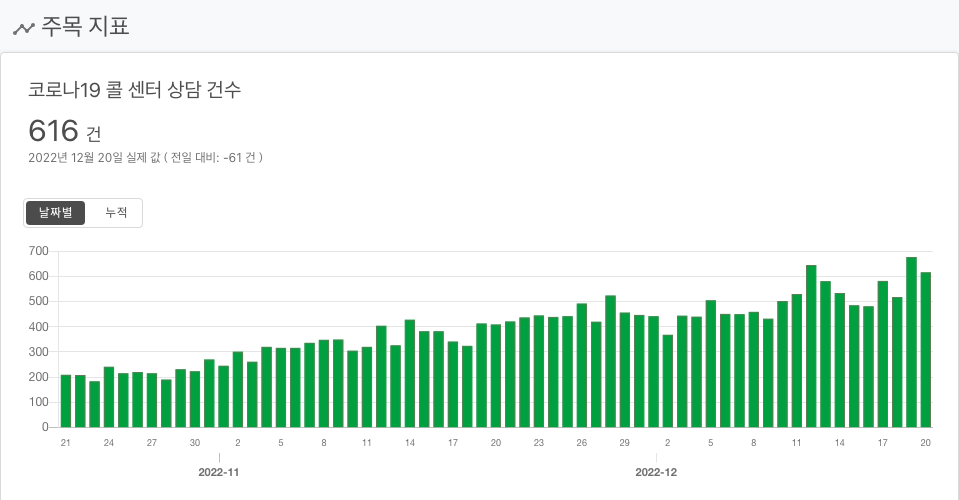 주목 지표
코로나19 콜 센터 상담 건수
616 건
2022년 12월 20일 실제 값 ( 전일 대비: -61 건 )
날짜별 누적
700
600
500
400
300
200
100
0
21 24 27 30 2 5 8 11 14 17 20 23 26 29 2 5 8 11 14 17 20
2022-11 2022-12